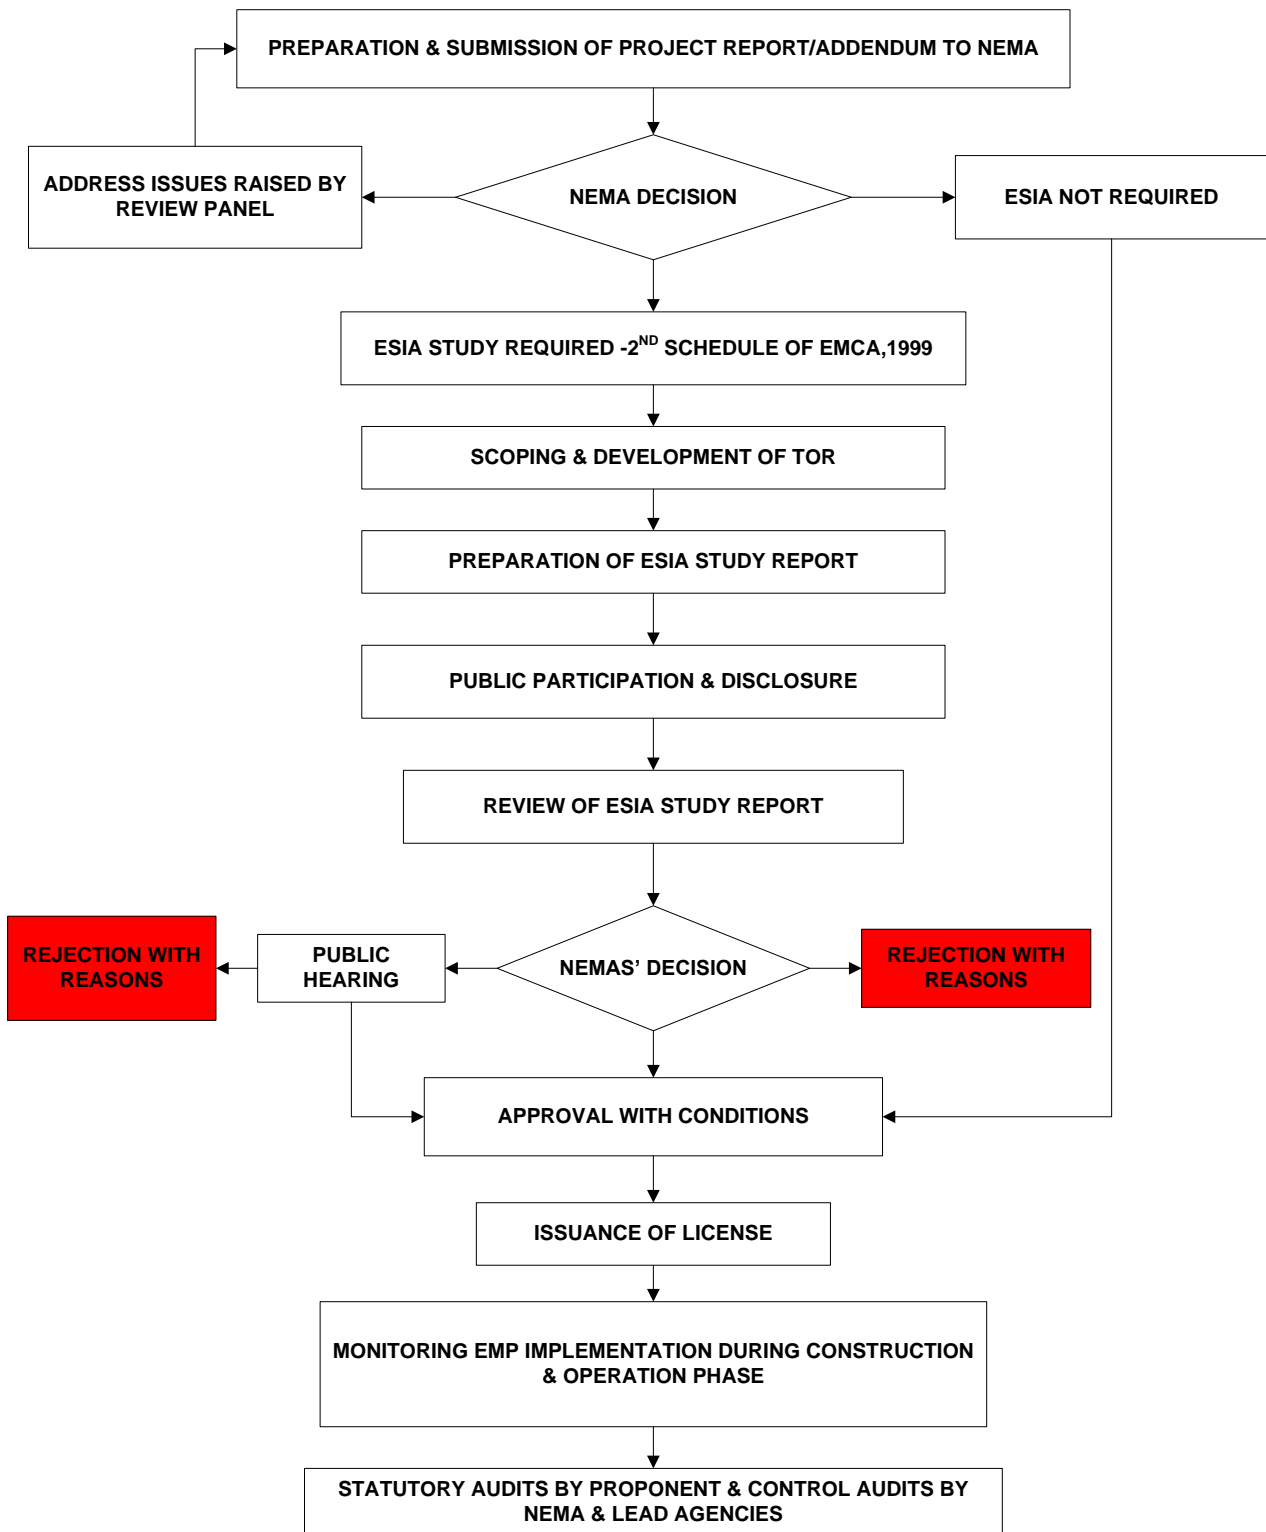 PREPARATION & SUBMISSION OF PROJECT REPORT/ADDENDUM TO NEMA
ADDRESS ISSUES RAISED BY
REVIEW PANEL
NEMA DECISION
ESIA NOT REQUIRED
ESIA STUDY REQUIRED -2ND SCHEDULE OF EMCA,1999
SCOPING & DEVELOPMENT OF TOR
PREPARATION OF ESIA STUDY REPORT
PUBLIC PARTICIPATION & DISCLOSURE
REVIEW OF ESIA STUDY REPORT
REJECTION WITH
REASONS
PUBLIC
HEARING
NEMAS’ DECISION
REJECTION WITH
REASONS
APPROVAL WITH CONDITIONS
ISSUANCE OF LICENSE
MONITORING EMP IMPLEMENTATION DURING CONSTRUCTION
& OPERATION PHASE
STATUTORY AUDITS BY PROPONENT & CONTROL AUDITS BY
NEMA & LEAD AGENCIES